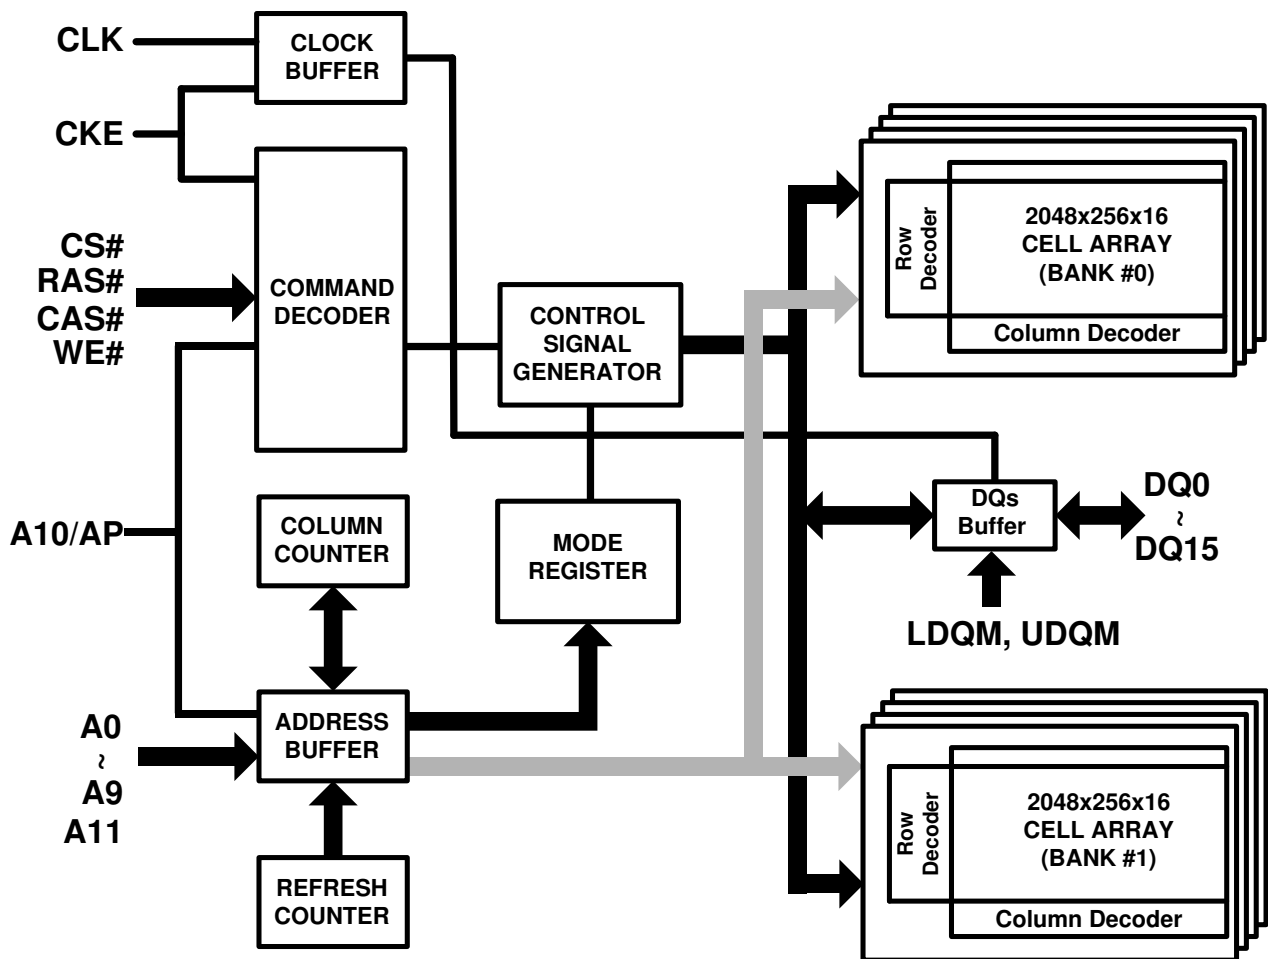 CLK
CLOCK
BUFFER
CKE
CS#
RAS#
CAS#
WE#
COMMAND
DECODER
CONTROL
SIGNAL
GENERATOR
Row
Decoder
2048x256x16
CELL ARRAY
(BANK #0)
Column Decoder
A10/AP
COLUMN
COUNTER
MODE
REGISTER
DQs
Buffer
DQ0
~
DQ15
LDQM, UDQM
A0
~
A9
A11
ADDRESS
BUFFER
REFRESH
COUNTER
Row
Decoder
2048x256x16
CELL ARRAY
(BANK #1)
Column Decoder